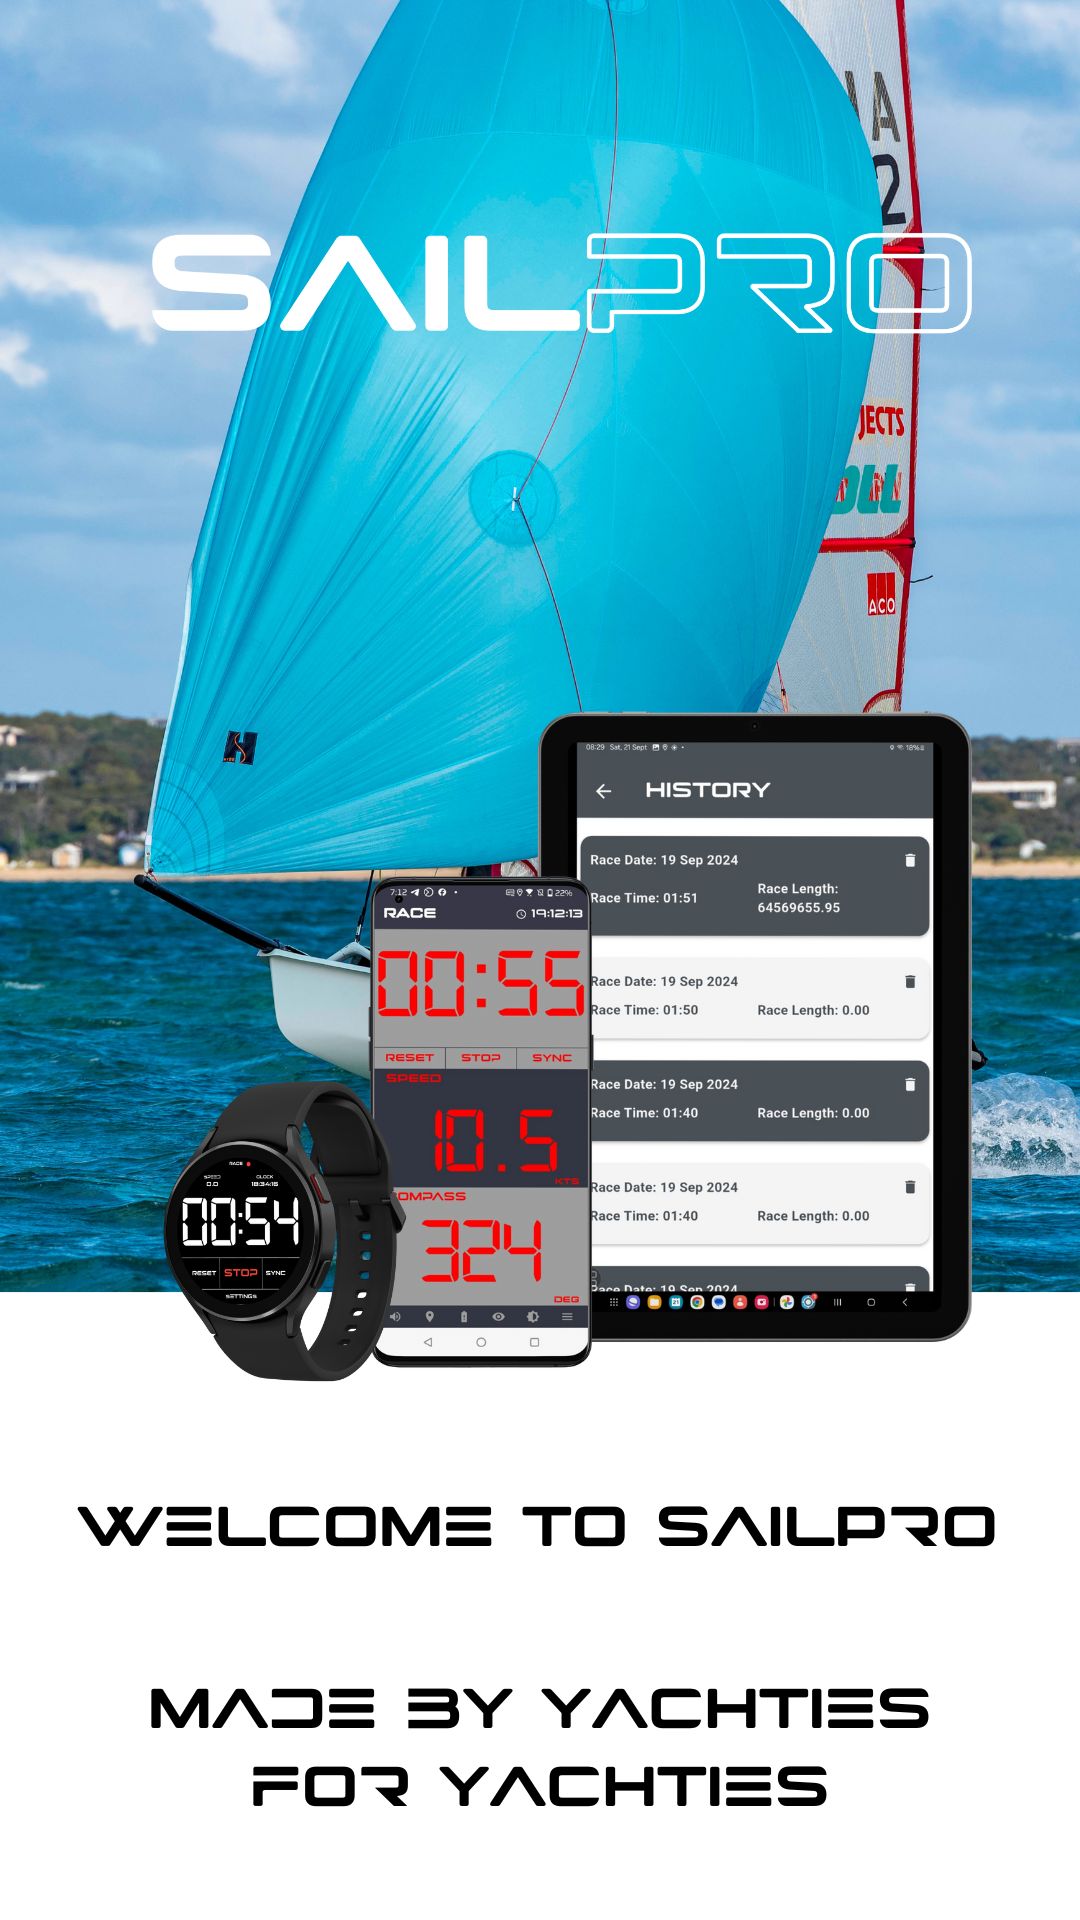 A
2
SAILPRO
JECTS
OLL
ACO
H
08:29 Sat, 21 Sept
18%
HISTORY
Race Date: 19 Sep 2024
Race Time: 01:51
Race Length: 64569655.95
Race Date: 19 Sep 2024
Race Time: 01:50
Race Length: 0.00
Race Date: 19 Sep 2024
Race Time: 01:40
Race Length: 0.00
Race Date: 19 Sep 2024
Race Time: 01:40
Race Length: 0.00
Race Date: 19 Sep 2024
7:12
22%
RACE
19:12:13
00:55
RESET STOP SYNC
SPEED
10.5
KTS
COMPASS
324
DEG
RACE
SPEED CLOCK
0.0 18:34:16
00:54
RESET STOP SYNC
SETTINGS
WELCOME TO SAILPRO
MADE BY YACHTIES
FOR YACHTIES